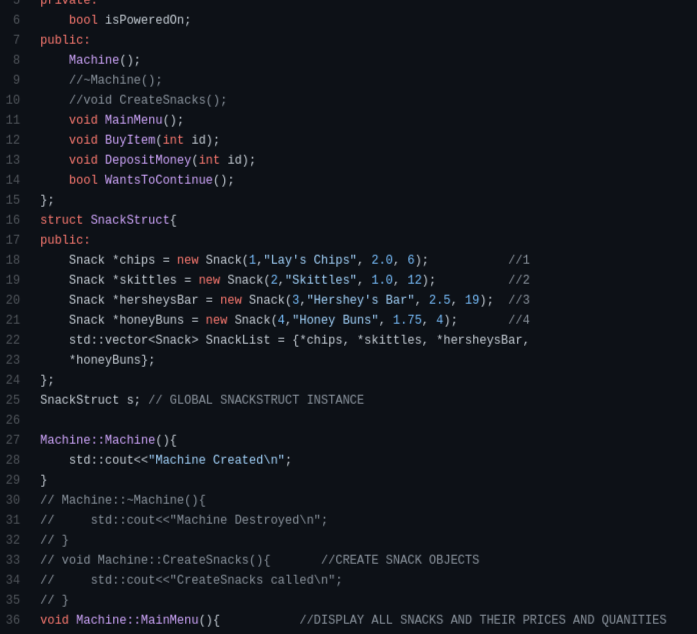 5 private:
6     bool isPoweredOn;
7 public:
8     Machine();
9     //~Machine();
10     //void CreateSnacks();
11     void MainMenu();
12     void BuyItem(int id);
13     void DepositMoney(int id);
14     bool WantsToContinue();
15 };
16 struct SnackStruct{
17 public:
18     Snack *chips = new Snack(1,"Lay's Chips", 2.0, 6);           //1
19     Snack *skittles = new Snack(2,"Skittles", 1.0, 12);          //2
20     Snack *hersheysBar = new Snack(3,"Hershey's Bar", 2.5, 19);  //3
21     Snack *honeyBuns = new Snack(4,"Honey Buns", 1.75, 4);       //4
22     std::vector<Snack> SnackList = {*chips, *skittles, *hersheysBar,
23     *honeyBuns};
24 };
25 SnackStruct s; // GLOBAL SNACKSTRUCT INSTANCE
26
27 Machine::Machine(){
28     std::cout<<"Machine Created\n";
29 }
30 // Machine::~Machine(){
31 //     std::cout<<"Machine Destroyed\n";
32 // }
33 // void Machine::CreateSnacks(){       //CREATE SNACK OBJECTS
34 //     std::cout<<"CreateSnacks called\n";
35 // }
36 void Machine::MainMenu(){           //DISPLAY ALL SNACKS AND THEIR PRICES AND QUANITIES